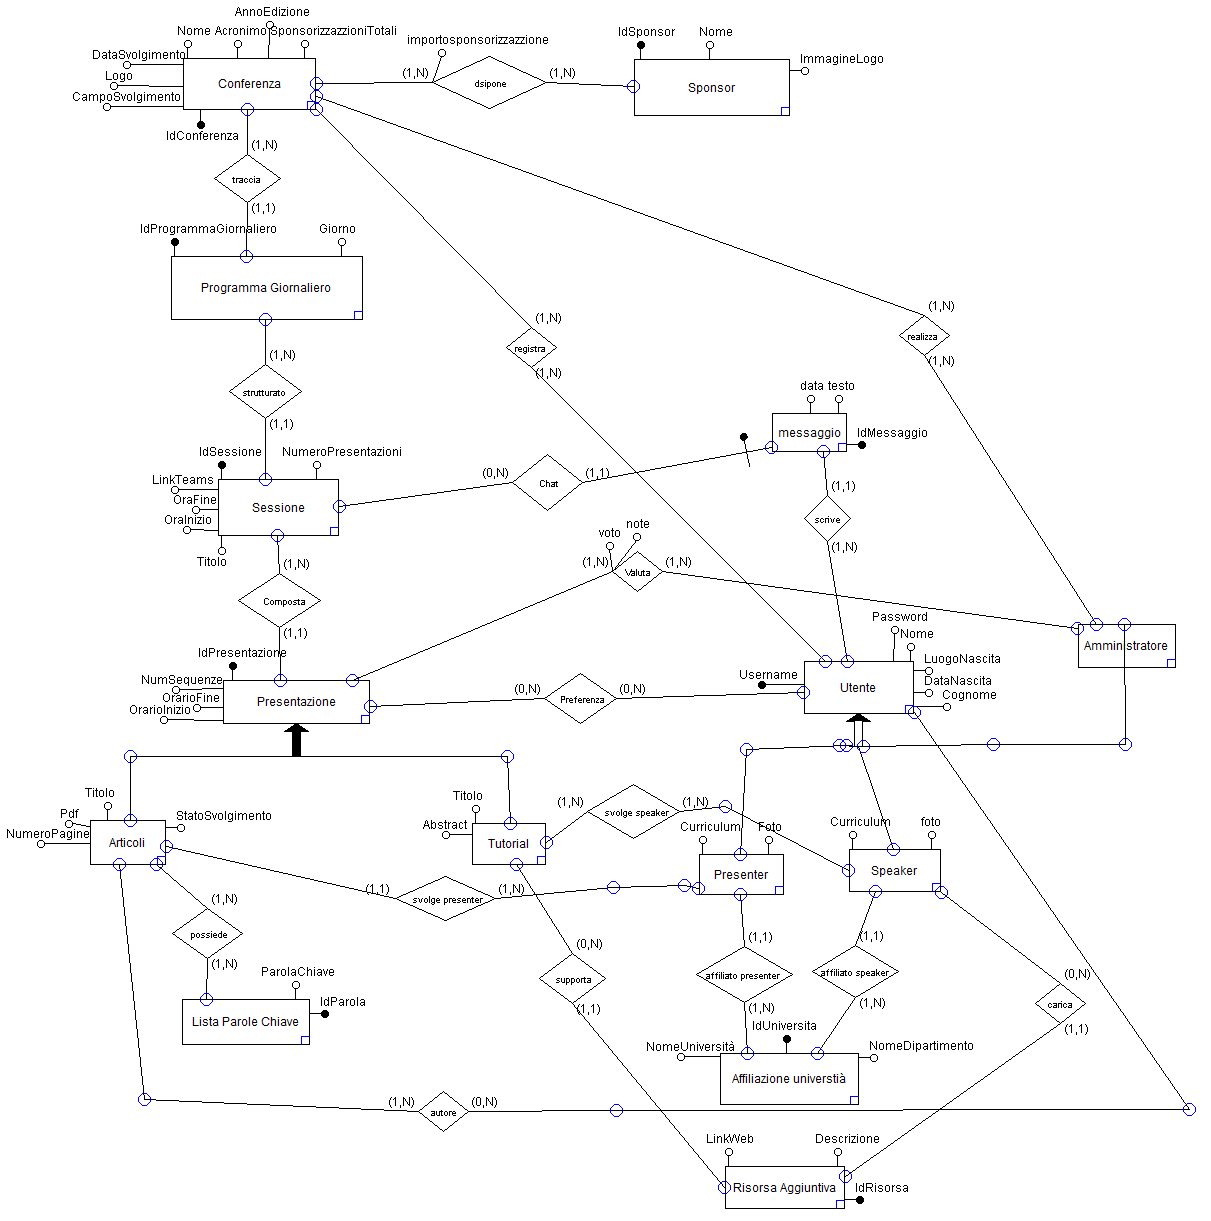 AnnoEdizione
Nome Acronimo SponsorizzazzioniTotali
DataSvolgimento
Logo
CampoSvolgimento
Conferenza
IdConferenza
importosponsorizzazione
(1,N) (1,N)
dsipone
IdSponsor Nome
ImmagineLogo
Sponsor
(1,N)
traccia
(1,1)
IdProgrammaGiornaliero Giorno
Programma Giornaliero
(1,N)
registra
(1,N)
(1,N)
realizza
(1,N)
(1,N)
strutturato
(1,1)
data testo
messaggio
IdMessaggio
IdSessione NumeroPresentazioni
LinkTeams
OraFine
OraInizio
Titolo
Sessione
(0,N) (1,1)
Chat
(1,1)
scrive
(1,N)
voto note
(1,N) (1,N)
Valuta
(1,N)
Composta
(1,1)
Password
Nome
LuogoNascita
DataNascita
Cognome
Username
Utente
Amministratore
IdPresentazione
NumSequenze
OrarioFine
OrarioInizio
Presentazione
(0,N) (0,N)
Preferenza
Titolo
Pdf
NumeroPagine
StatoSvolgimento
Articoli
Titolo
Abstract
Tutorial
(1,N) (1,N)
svolge speaker
Curriculum Foto
Presenter
Curriculum foto
Speaker
(1,1) (1,N)
svolge presenter
(1,N)
possiede
(1,N)
ParolaChiave
IdParola
Lista Parole Chiave
(0,N)
supporta
(1,1)
(1,1)
affiliato presenter
(1,N)
(1,1)
affiliato speaker
(1,N)
(0,N)
carica
(1,1)
IdUniversita
NomeUniversità NomeDipartimento
Affiliazione universtià
(1,N) (0,N)
autore
LinkWeb Descrizione
Risorsa Aggiuntiva
IdRisorsa